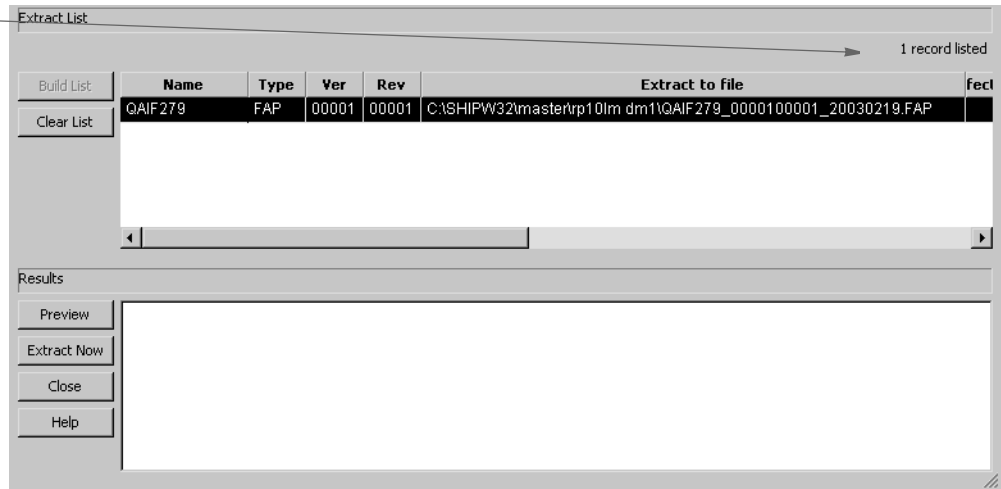 Extract List
1 record listed
Build List
Clear List
Name Type Ver Rev Extract to file fect
QAIF279 FAP 00001 00001 C:\SHIPW32\master\rp10lm dm1\QAIF279_0000100001_20030219.FAP
Results
Preview
Extract Now
Close
Help